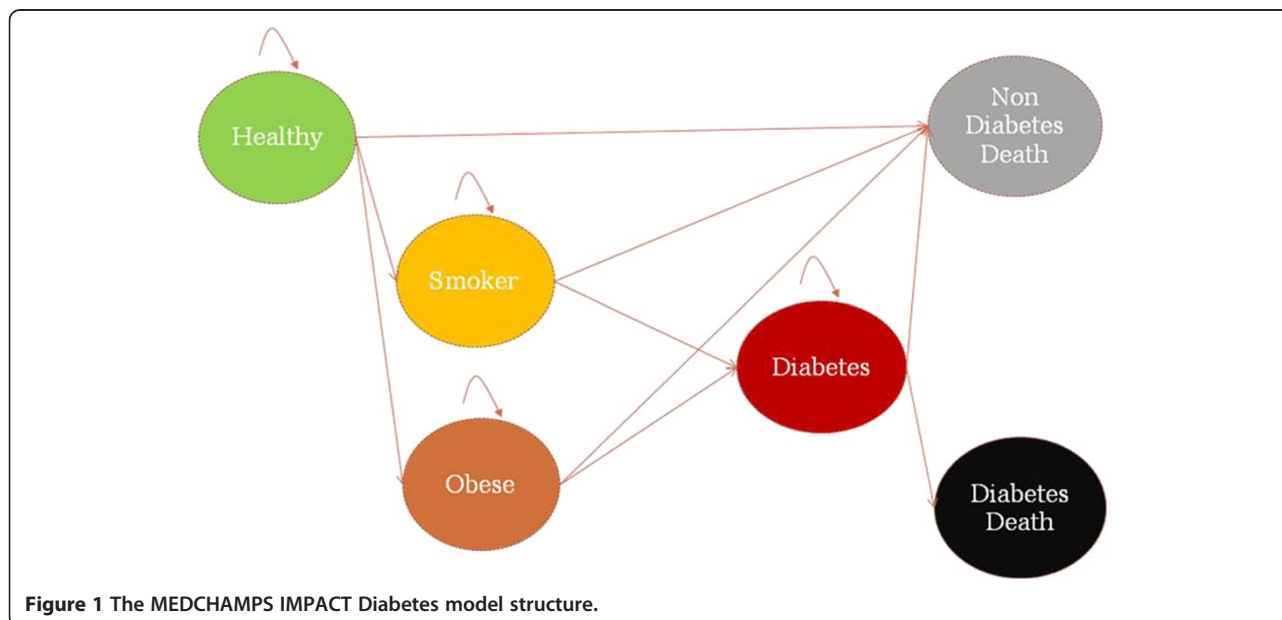 Healthy
Non
Diabetes
Death
Smoker
Diabetes
Obese
Diabetes
Death
Figure 1 The MEDCHAMPS IMPACT Diabetes model structure.